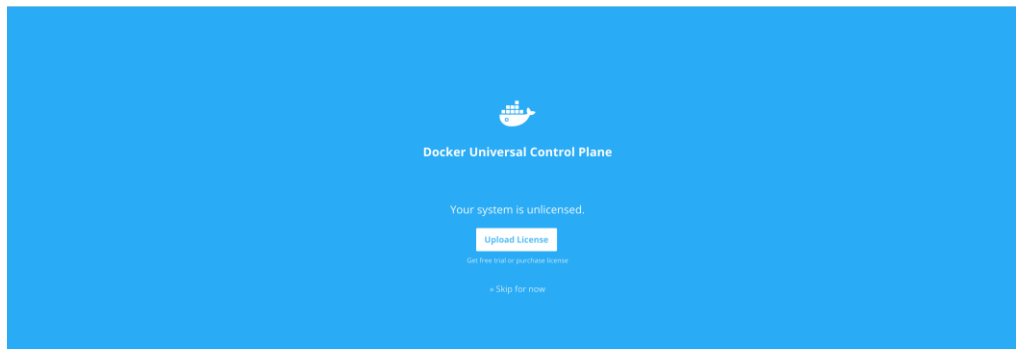 Docker Universal Control Plane
Your system is unlicensed.
Upload License
Get free trial or purchase license
» Skip for now